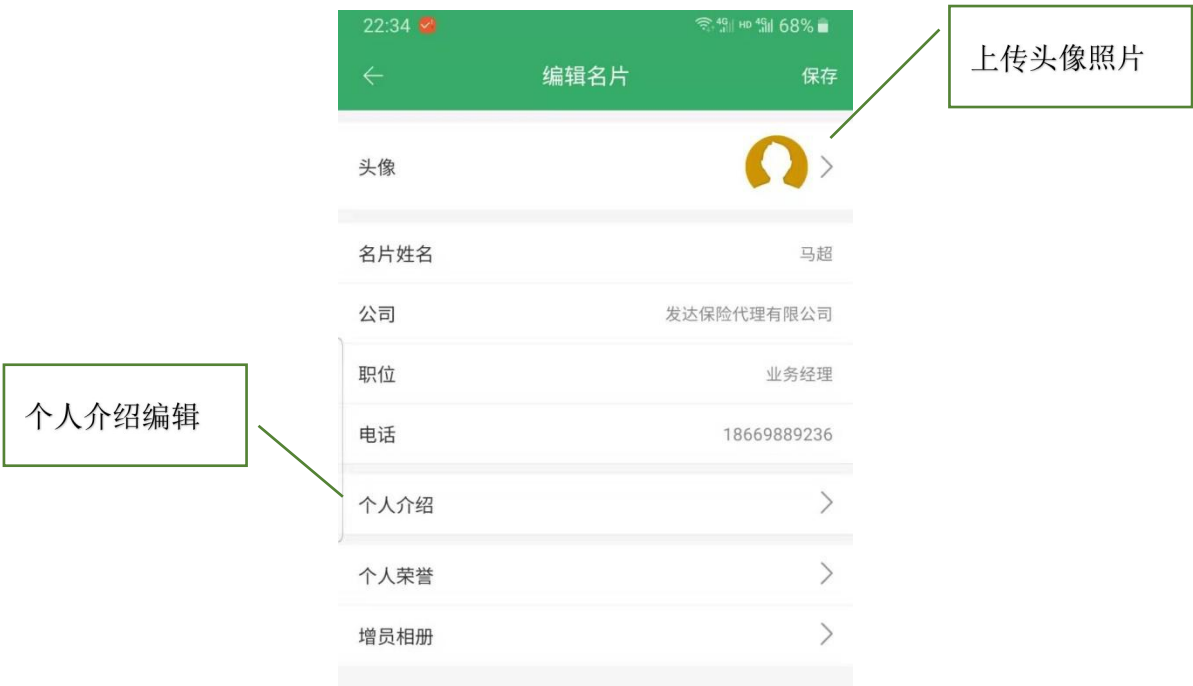 22:34 4G HD 4G 68%
上传头像照片
编辑名片 保存
头像
名片姓名 马超
公司 发达保险代理有限公司
职位 业务经理
个人介绍编辑
电话 18669889236
个人介绍
个人荣誉
增员相册